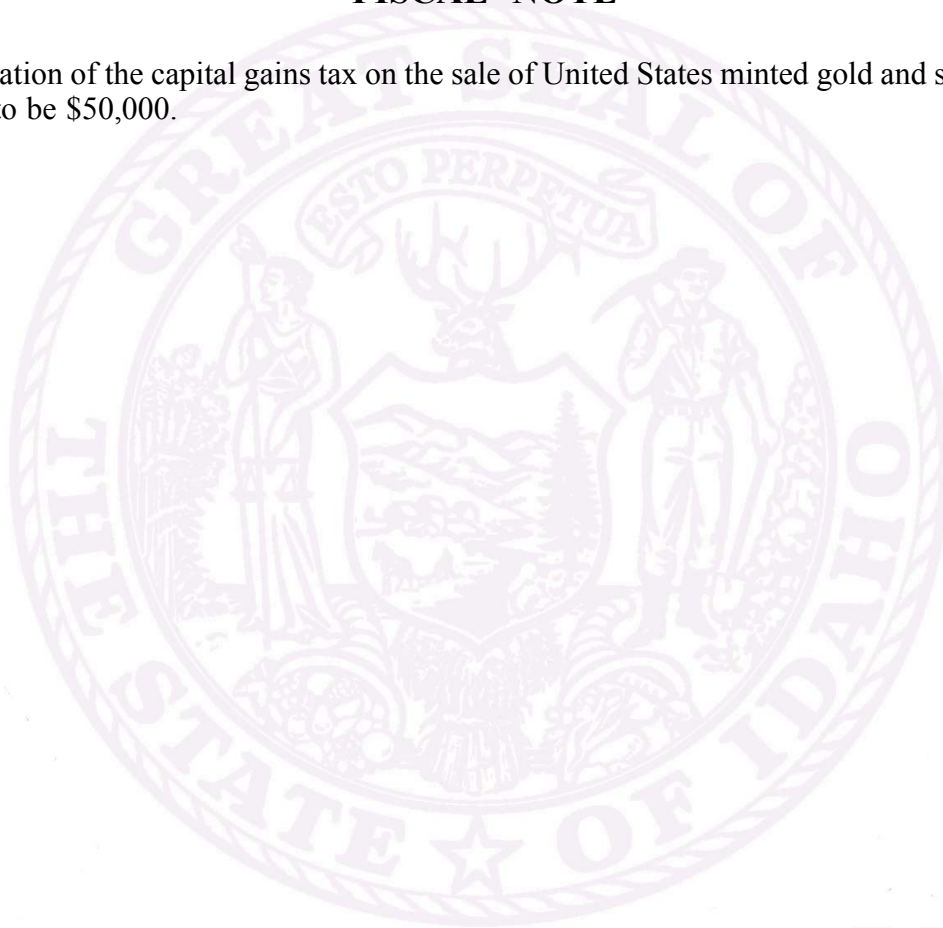 FISCAL NOTE
ation of the capital gains tax on the sale of United States minted gold and s
to be $50,000.
GREAT SEAL OF
ESTO PERPETUA
THE STATE OF IDAHO